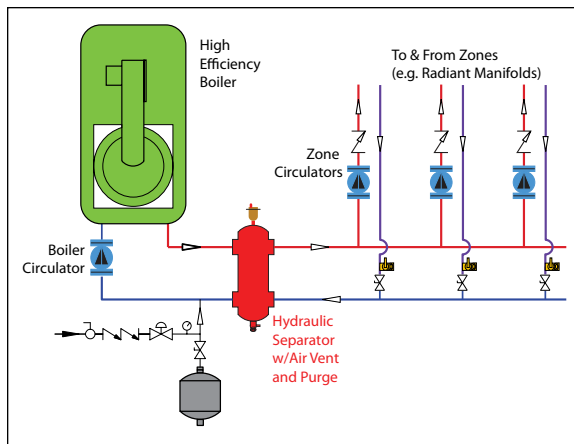 High
Efficiency
Boiler
To & From Zones
(e.g. Radiant Manifolds)
Zone
Circulators
Boiler
Circulator
Hydraulic
Separator
w/Air Vent
and Purge